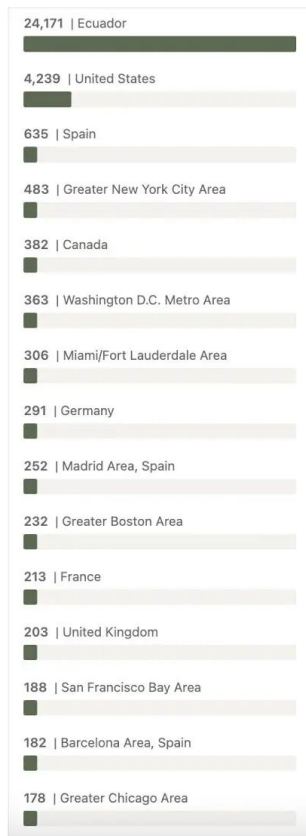 24,171 | Ecuador
4,239 | United States
635 | Spain
483 | Greater New York City Area
382 | Canada
363 | Washington D.C. Metro Area
306 | Miami/Fort Lauderdale Area
291 | Germany
252 | Madrid Area, Spain
232 | Greater Boston Area
213 | France
203 | United Kingdom
188 | San Francisco Bay Area
182 | Barcelona Area, Spain
178 | Greater Chicago Area